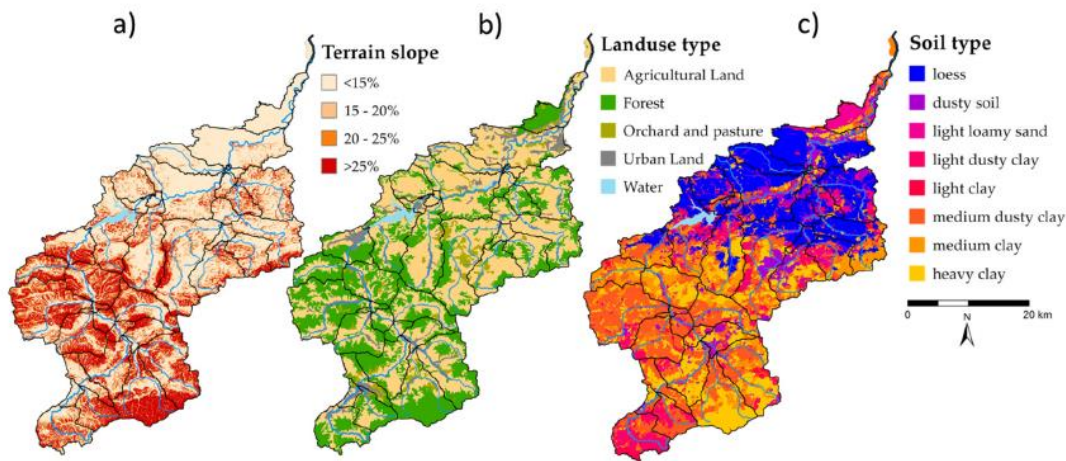 a)
Terrain slope
<15%
15 - 20%
20 - 25%
>25%
b)
Landuse type
Agricultural Land
Forest
Orchard and pasture
Urban Land
Water
c)
Soil type
loess
dusty soil
light loamy sand
light dusty clay
light clay
medium dusty clay
medium clay
heavy clay
0 20 km
N